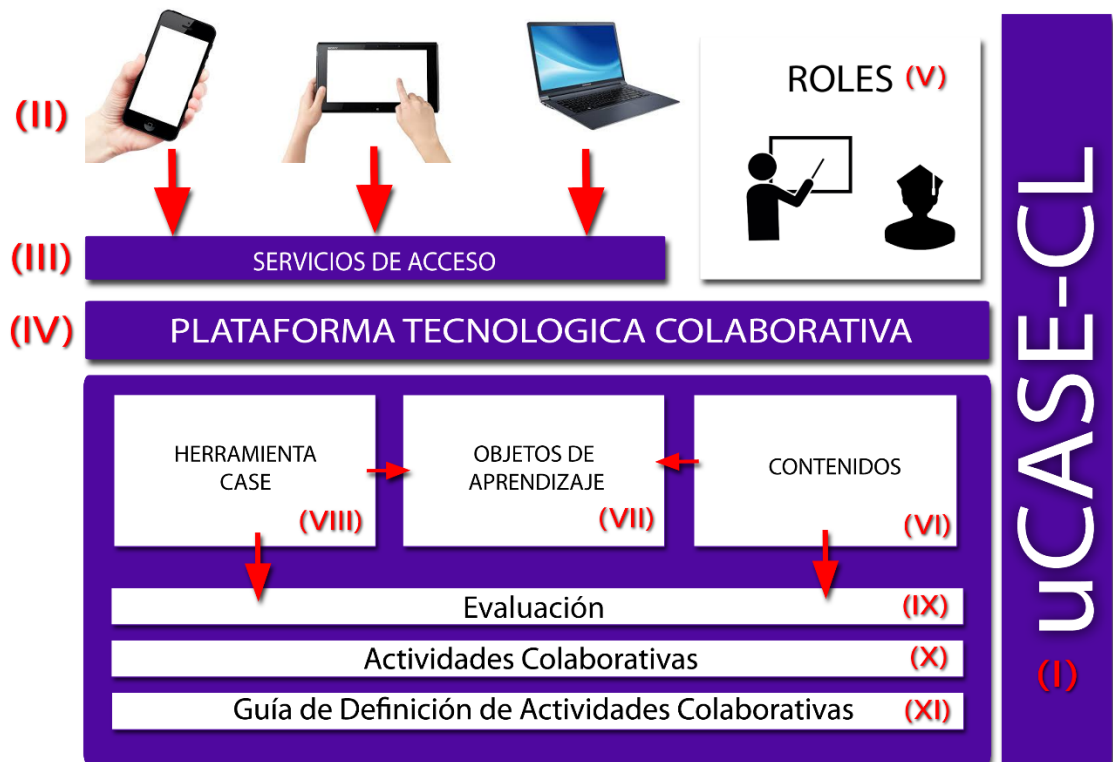 (II)
ROLES (V)
(III)
SERVICIOS DE ACCESO
(IV)
PLATAFORMA TECNOLOGICA COLABORATIVA
HERRAMIENTA
CASE
(VIII)
OBJETOS DE
APRENDIZAJE
(VII)
CONTENIDOS
(VI)
Evaluación (IX)
Actividades Colaborativas (X)
Guía de Definición de Actividades Colaborativas (XI)
(I) uCASE-CL